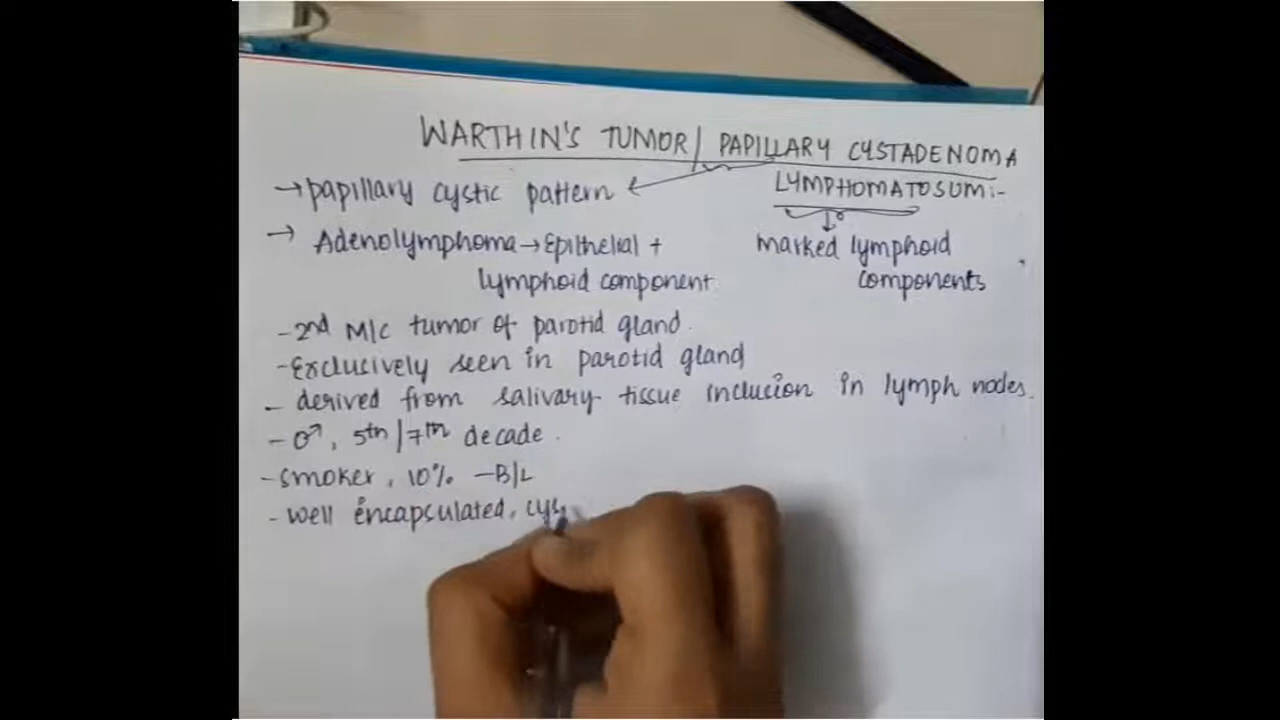 WARTHIN'S TUMOR/ PAPILLARY CYSTADENOMA
LYMPHOMATOSUM:-
→papillary cystic pattern
→ Adenolymphoma→Epithelial +
lymphoid component
marked lymphoid
components
-2nd M/C tumor of parotid gland.
-Exclusively seen in parotid gland
- derived from salivary tissue inclusion in lymph nodes.
- ♂, 5th/7th decade.
-smoker, 10% -B/L
- well encapsulated, cys